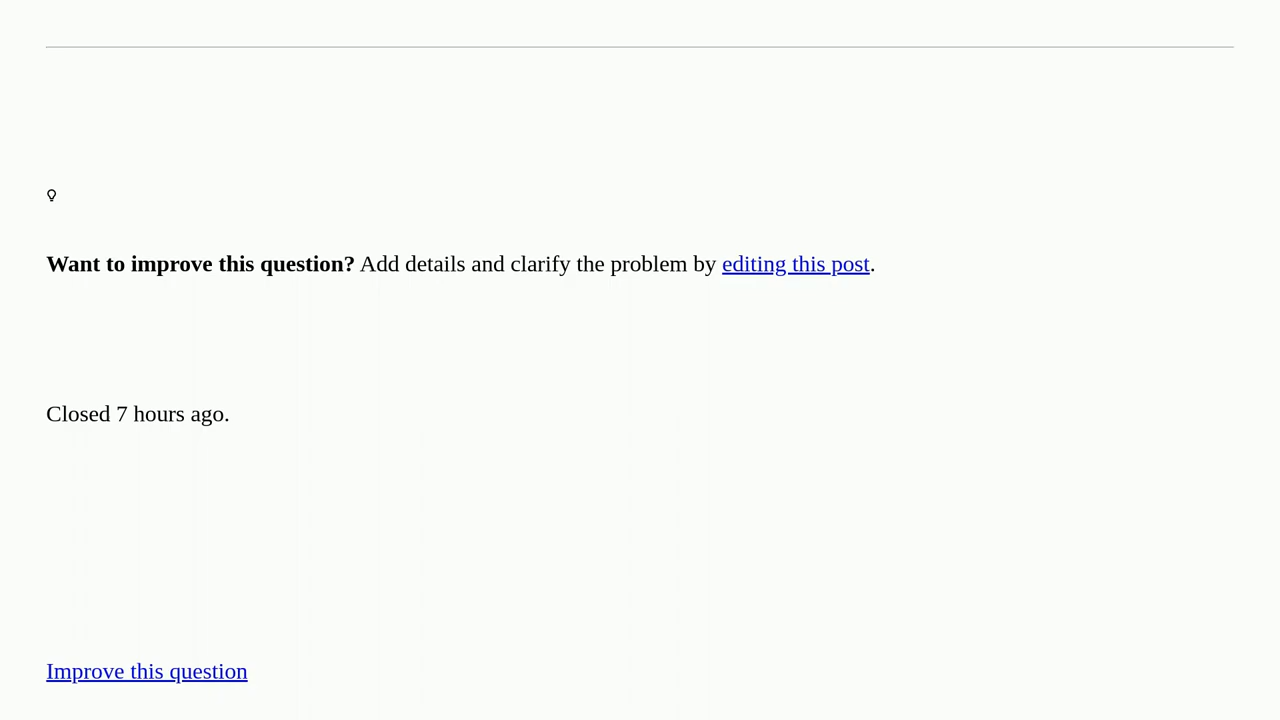 Want to improve this question? Add details and clarify the problem by editing this post.
Closed 7 hours ago.
Improve this question